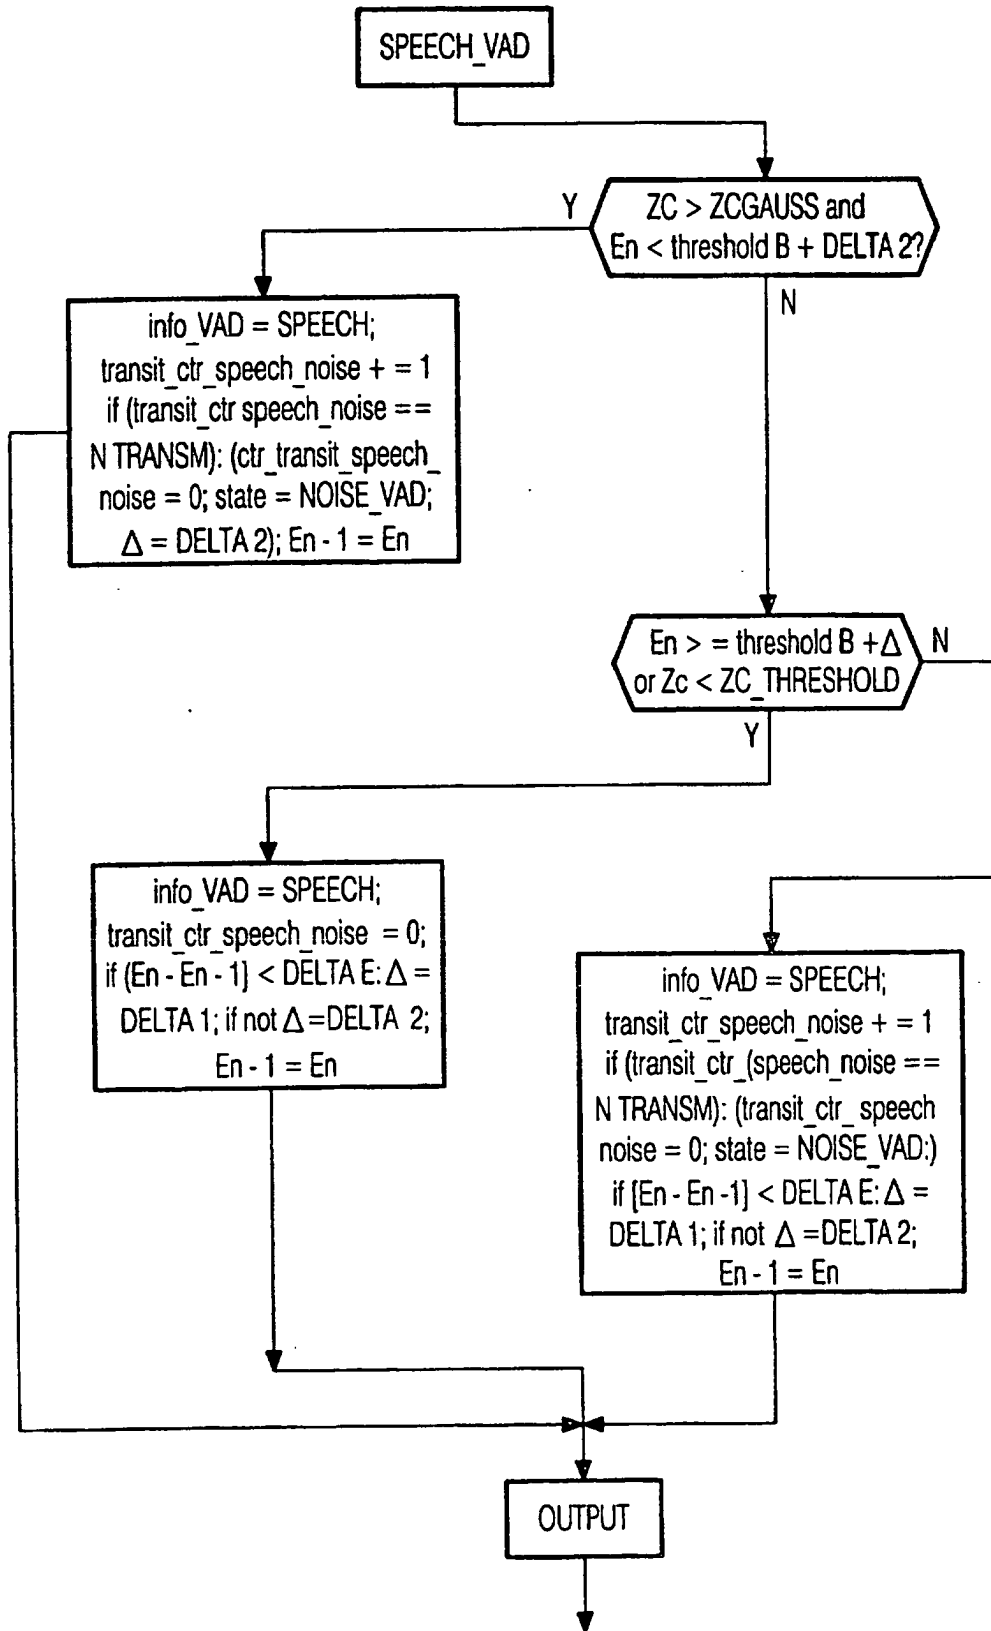 SPEECH_VAD
ZC > ZCGAUSS and
En < threshold B + DELTA 2?
Y
N
info_VAD = SPEECH;
transit_ctr_speech_noise + = 1
if (transit_ctr speech_noise ==
N TRANSM): (ctr_transit_speech_
noise = 0; state = NOISE_VAD;
Δ = DELTA 2); En - 1 = En
En > = threshold B + Δ
or Zc < ZC_THRESHOLD
N
Y
info_VAD = SPEECH;
transit_ctr_speech_noise = 0;
if (En - En - 1] < DELTA E: Δ =
DELTA 1; if not Δ = DELTA 2;
En - 1 = En
info_VAD = SPEECH;
transit_ctr_speech_noise + = 1
if (transit_ctr_(speech_noise ==
N TRANSM): (transit_ctr_ speech
noise = 0; state = NOISE_VAD:)
if [En - En -1] < DELTA E: Δ =
DELTA 1; if not Δ = DELTA 2;
En - 1 = En
OUTPUT